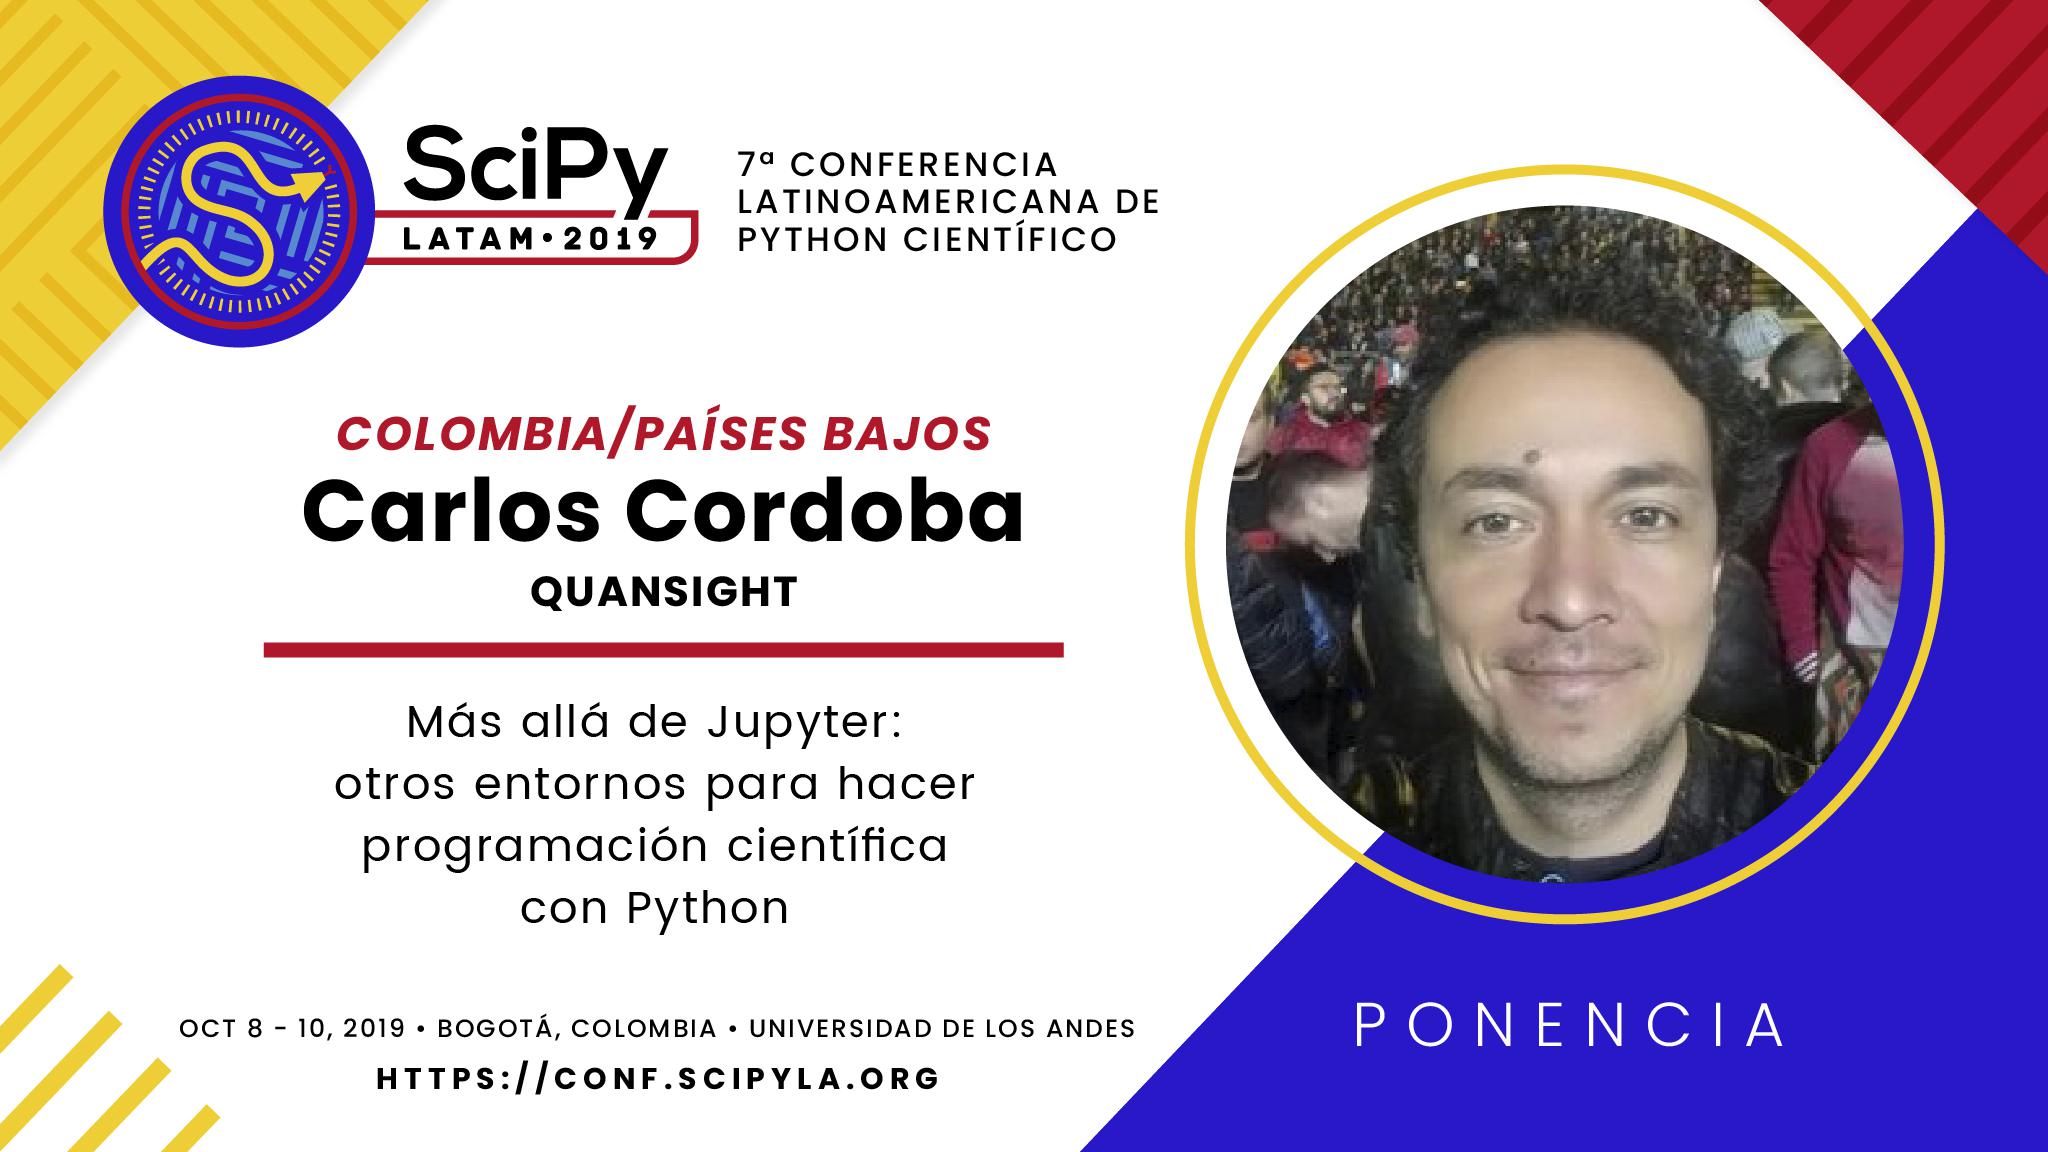 SciPy
LATAM•2019
7ª CONFERENCIA
LATINOAMERICANA DE
PYTHON CIENTÍFICO
COLOMBIA/PAÍSES BAJOS
Carlos Cordoba
QUANSIGHT
Más allá de Jupyter:
otros entornos para hacer
programación científica
con Python
OCT 8 - 10, 2019 • BOGOTÁ, COLOMBIA • UNIVERSIDAD DE LOS ANDES
HTTPS://CONF.SCIPYLA.ORG
PONENCIA